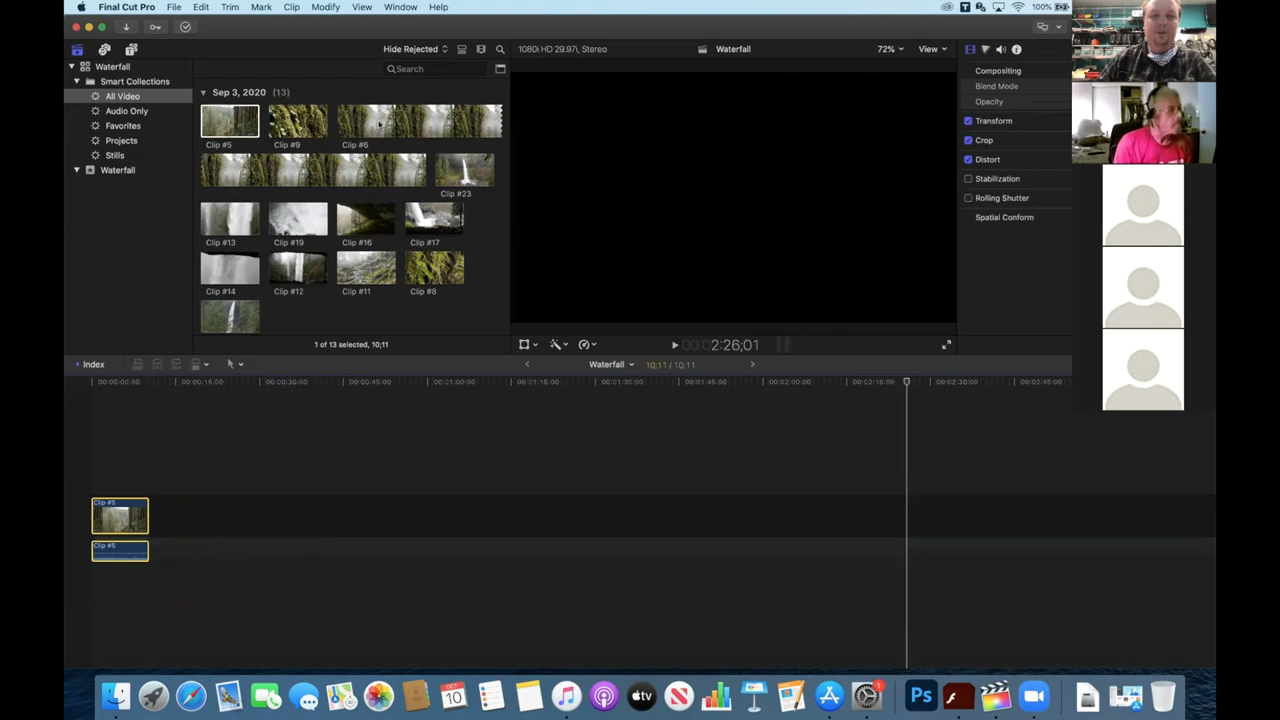 Final Cut Pro File Edit Trim Mark Clip Modify View Window Help 100%
Hide Rejected 1080i HD 29.97i, Stereo Waterfall 72% View
Waterfall
Smart Collections
All Video
Audio Only
Favorites
Projects
Stills
Waterfall
Search
Sep 3, 2020 (13)
Clip #5 Clip #9 Clip #6
Clip #23
Clip #13 Clip #19 Clip #16 Clip #17
Clip #14 Clip #12 Clip #11 Clip #8
1 of 13 selected, 10;11
2:26;01
Compositing
Blend Mode
Opacity
Transform
Crop
Distort
Stabilization
Rolling Shutter
Spatial Conform
Index Waterfall 10;11 / 10;11
00:00:00:00 00:00:15:00 00:00:30:00 00:00:45:00 00:01:00:00 00:01:15:00 00:01:30:00 00:01:45:00 00:02:00:00 00:02:15:00 00:02:30:00 00:02:45:00
Clip #5
Clip #5
OCT
10
tv
1
Ps